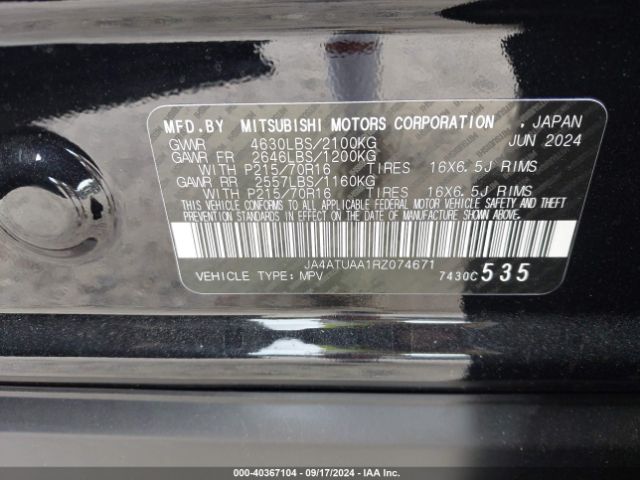 MFD.BY MITSUBISHI MOTORS CORPORATION , JAPAN
GVWR 4630LBS/2100KG JUN 2024
GAWR FR 2646LBS/1200KG
WITH P215/70R16 TIRES 16X6.5J RIMS
GAWR RR 2557LBS/1160KG
WITH P215/70R16 TIRES 16X6.5J RIMS
THIS VEHICLE CONFORMS TO ALL APPLICABLE FEDERAL MOTOR VEHICLE SAFETY AND THEFT
PREVENTION STANDARDS IN EFFECT ON THE DATE OF MANUFACTURE SHOWN ABOVE.
JA4ATUAA1RZ074671
VEHICLE TYPE: MPV 7430C 535
000-40367104 - 09/17/2024 - IAAI.COM